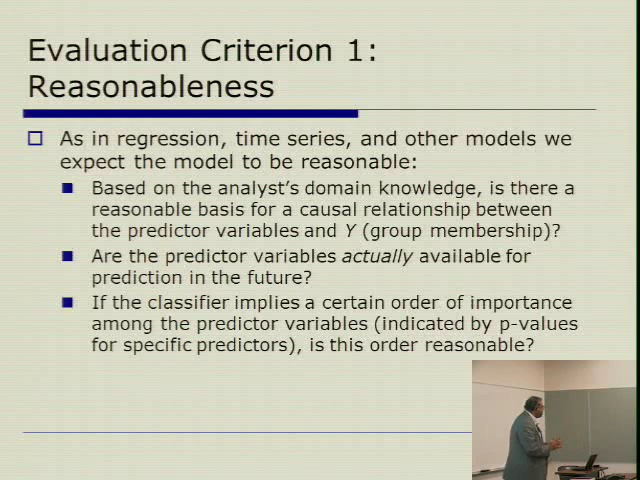 Evaluation Criterion 1:
Reasonableness
As in regression, time series, and other models we
expect the model to be reasonable:
Based on the analyst's domain knowledge, is there a
reasonable basis for a causal relationship between
the predictor variables and Y (group membership)?
Are the predictor variables actually available for
prediction in the future?
If the classifier implies a certain order of importance
among the predictor variables (indicated by p-values
for specific predictors), is this order reasonable?